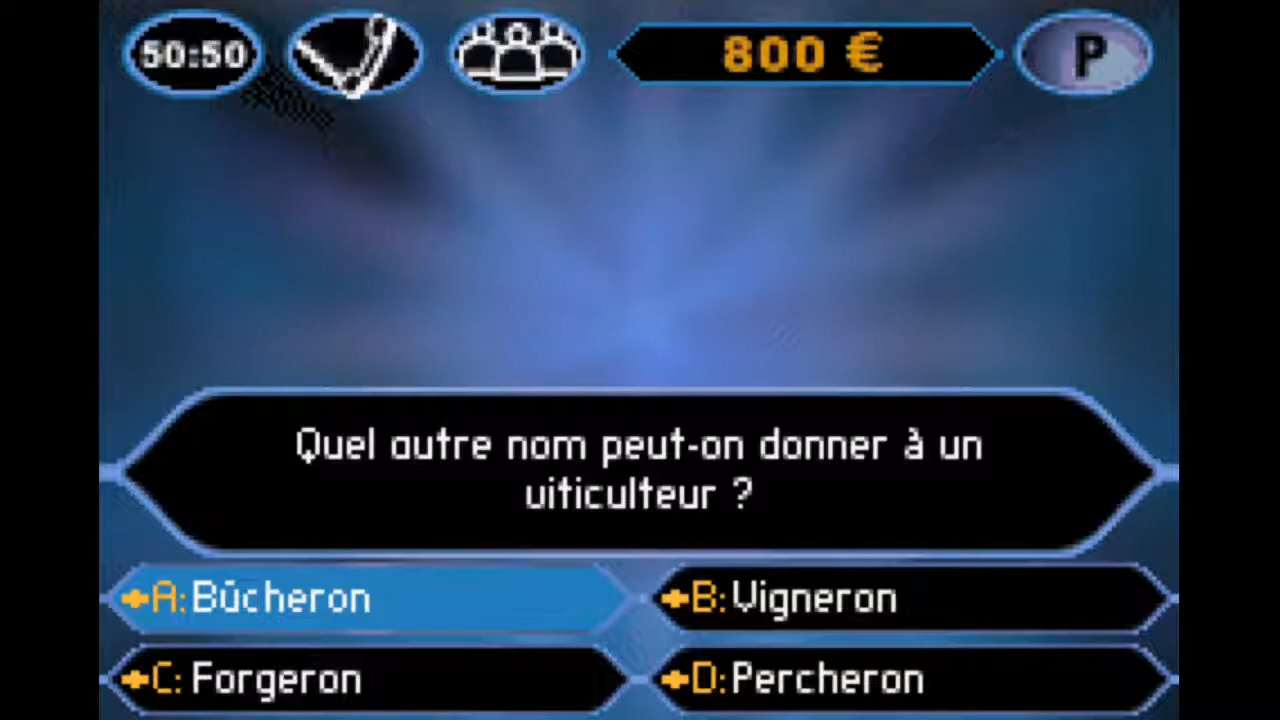 50:50 800 € P
Quel autre nom peut-on donner à un
viticulteur ?
A: Bûcheron B: Vigneron
C: Forgeron D: Percheron